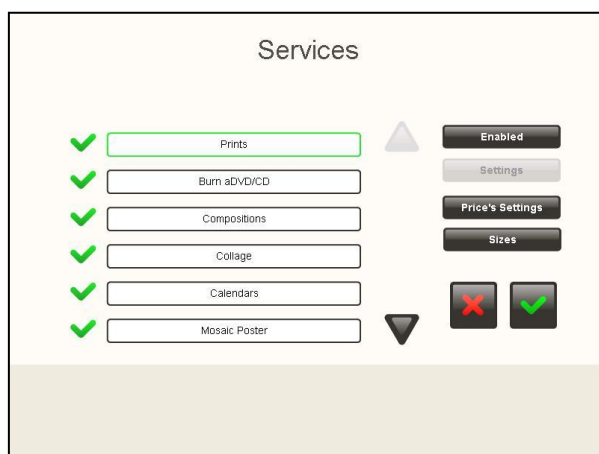 Services
Prints
Burn aDVD/CD
Compositions
Collage
Calendars
Mosaic Poster
Enabled
Settings
Price's Settings
Sizes